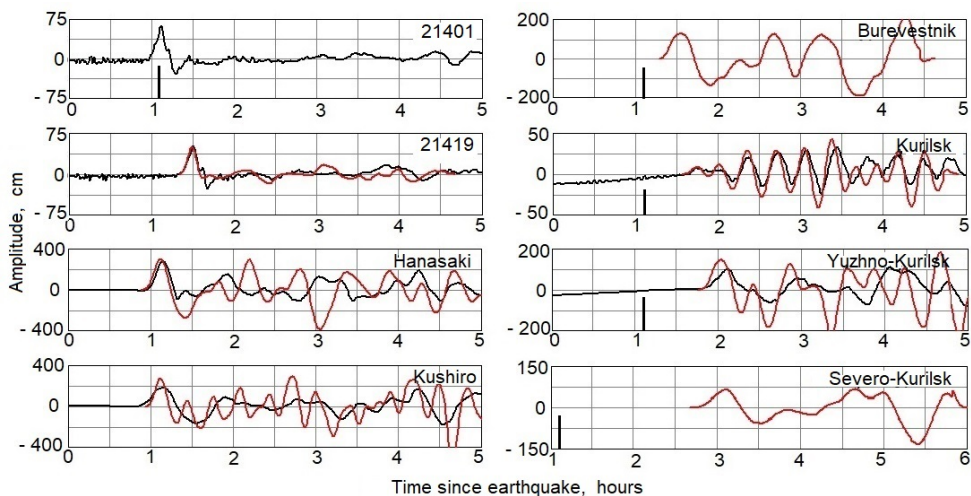 75
0
- 75
21401
0 1 2 3 4 5
75
0
- 75
21419
0 1 2 3 4 5
400
0
- 400
Hanasaki
0 1 2 3 4 5
400
0
- 400
Kushiro
0 1 2 3 4 5
200
0
- 200
Burevestnik
0 1 2 3 4 5
50
0
- 50
Kurilsk
0 1 2 3 4 5
200
0
- 200
Yuzhno-Kurilsk
0 1 2 3 4 5
150
0
- 150
Severo-Kurilsk
1 2 3 4 5 6
Amplitude, cm
Time since earthquake, hours